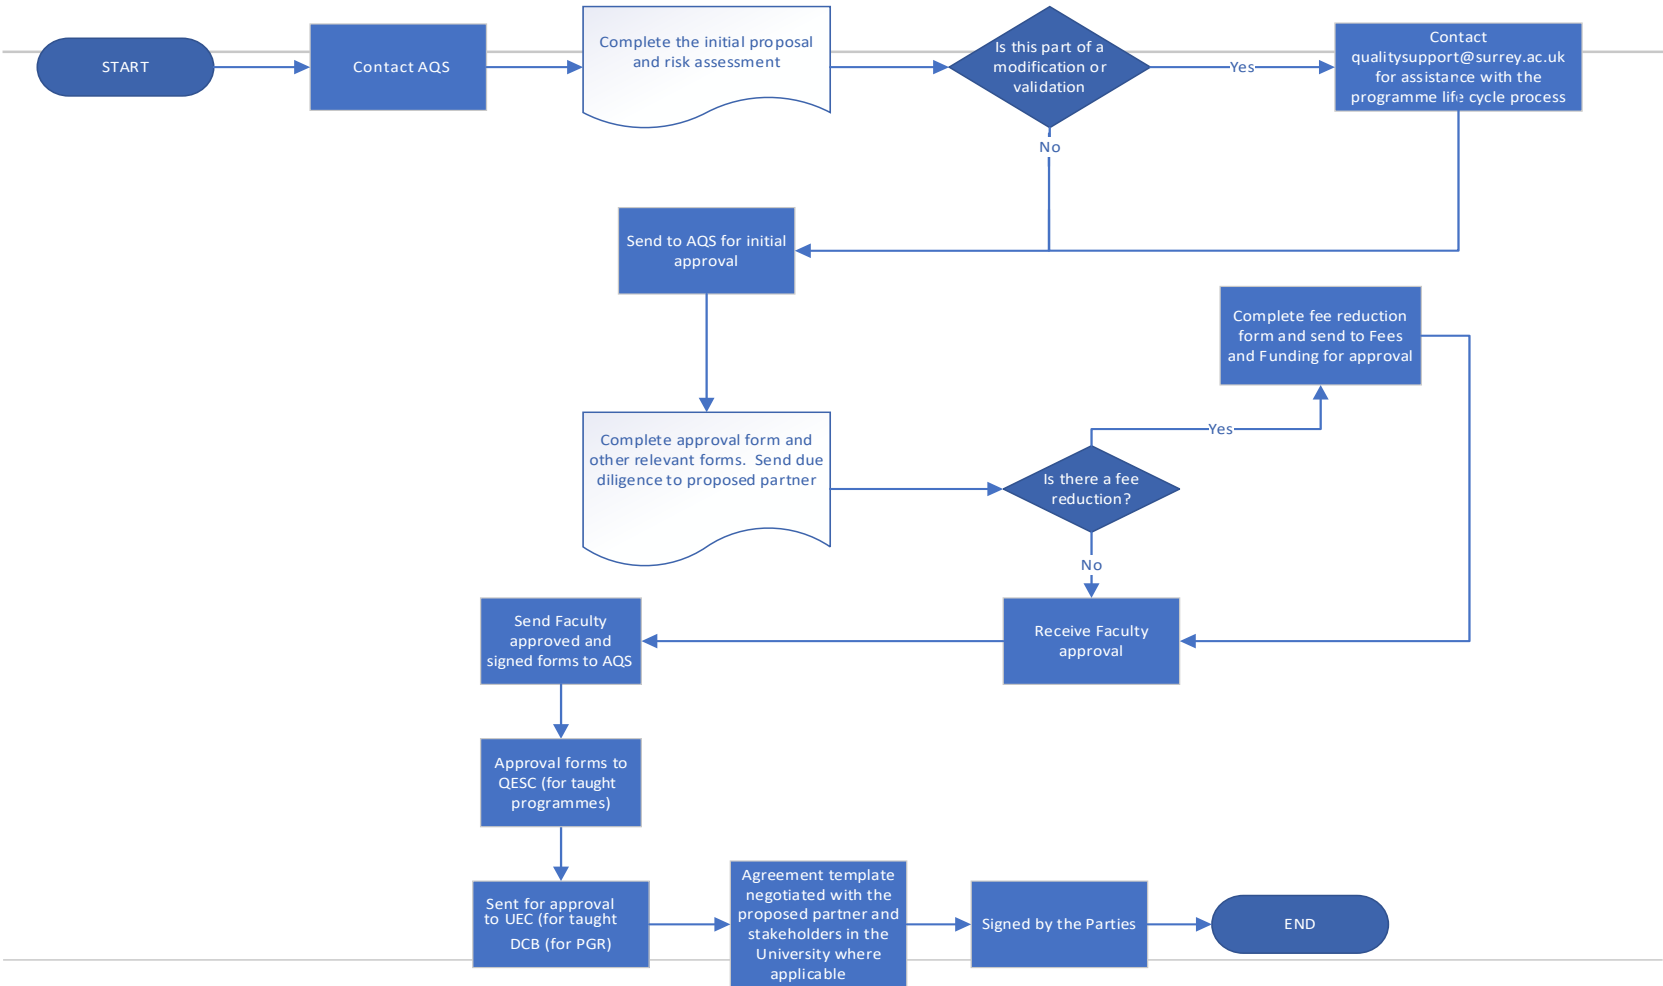 START
Contact AQS
Complete the initial proposal
and risk assessment
Is this part of a
modification or
validation
Yes
Contact
qualitysupport@surrey.ac.uk
for assistance with the
programme life cycle process
No
Send to AQS for initial
approval
Complete fee reduction
form and send to Fees
and Funding for approval
Yes
Complete approval form and
other relevant forms.  Send due
diligence to proposed partner
Is there a fee
reduction?
No
Send Faculty
approved and
signed forms to AQS
Receive Faculty
approval
Approval forms to
QESC (for taught
programmes)
Sent for approval
to UEC (for taught
DCB (for PGR)
Agreement template
negotiated with the
proposed partner and
stakeholders in the
University where
applicable
Signed by the Parties
END